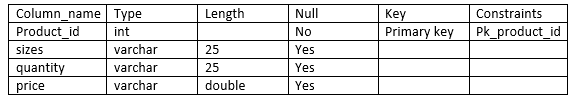 Column_name Type Length Null Key Constraints
Product_id int No Primary key Pk_product_id
sizes varchar 25 Yes
quantity varchar 25 Yes
price varchar double Yes